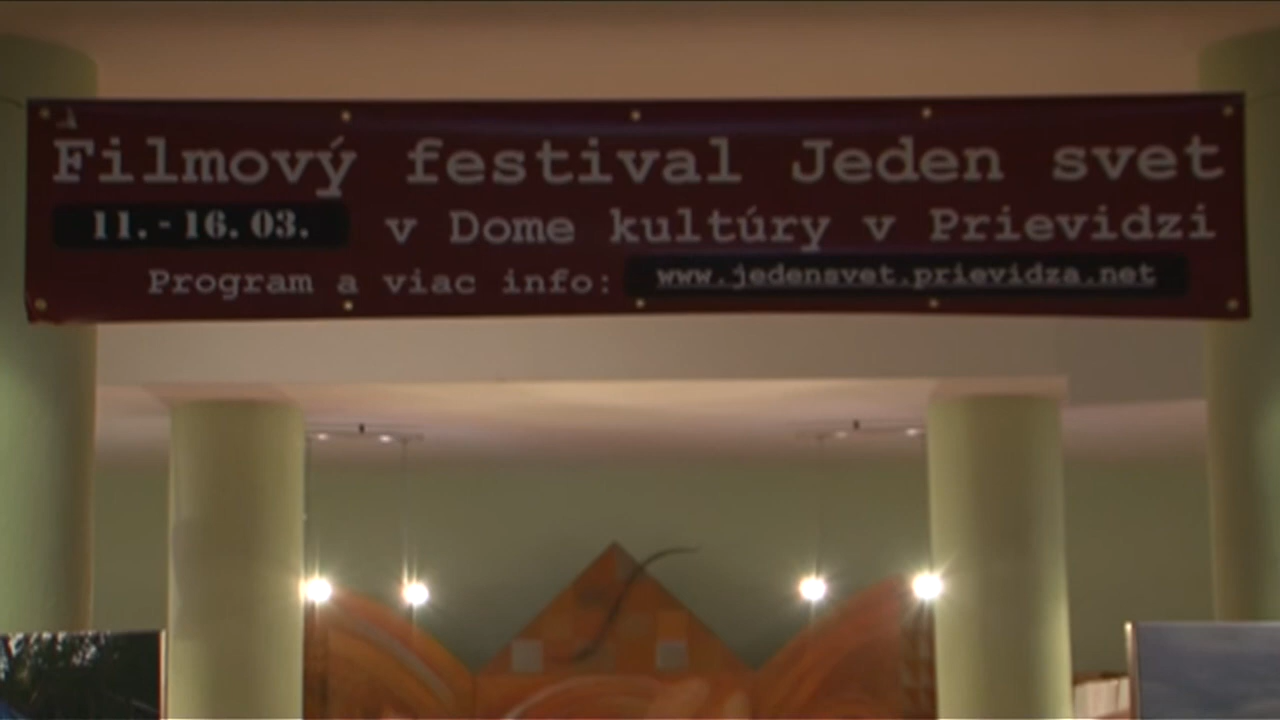 Filmový festival Jeden svet
11. - 16. 03. v Dome kultúry v Prievidzi
Program a viac info: www.jedensvet.prievidza.net